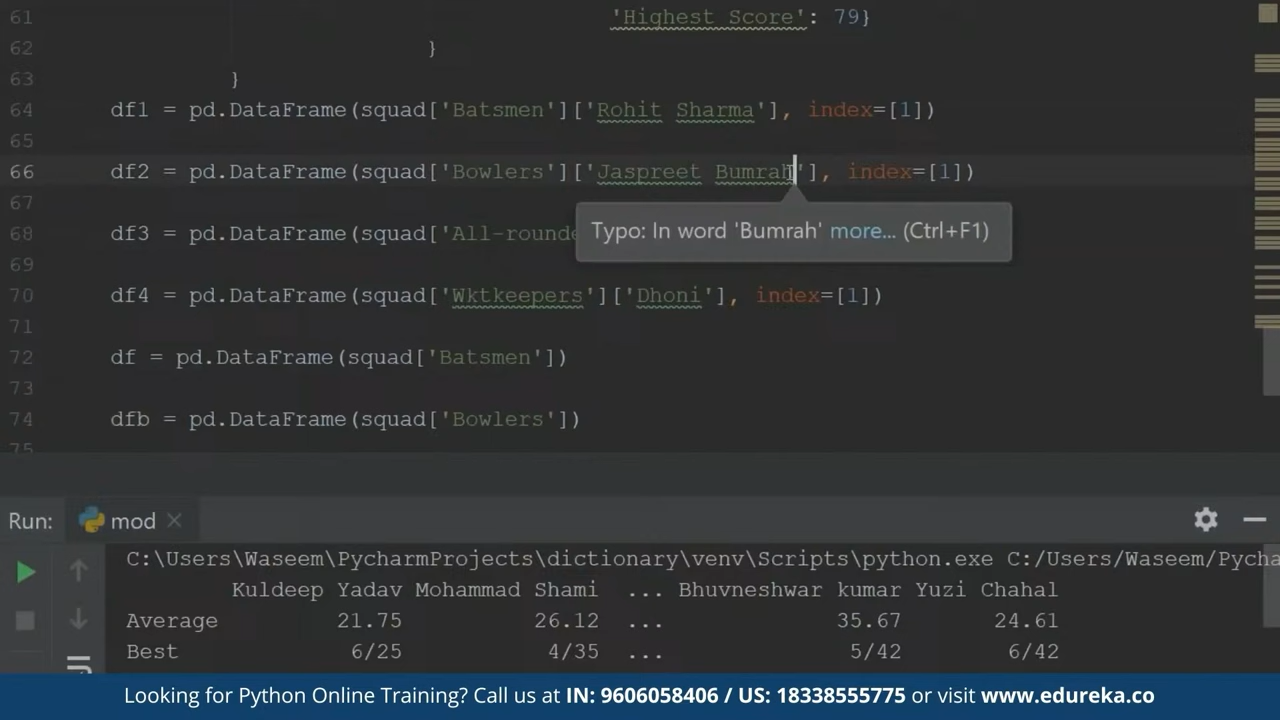 61 'Highest Score': 79}
62 }
63 }
64 df1 = pd.DataFrame(squad['Batsmen']['Rohit Sharma'], index=[1])
65
66 df2 = pd.DataFrame(squad['Bowlers']['Jaspreet Bumrah'], index=[1])
67
Typo: In word 'Bumrah' more... (Ctrl+F1)
68 df3 = pd.DataFrame(squad['All-rounde
69
70 df4 = pd.DataFrame(squad['Wktkeepers']['Dhoni'], index=[1])
71
72 df = pd.DataFrame(squad['Batsmen'])
73
74 dfb = pd.DataFrame(squad['Bowlers'])
75
Run: mod
C:\Users\Waseem\PycharmProjects\dictionary\venv\Scripts\python.exe C:/Users/Waseem/Pycha
Kuldeep Yadav Mohammad Shami ... Bhuvneshwar kumar Yuzi Chahal
Average 21.75 26.12 ... 35.67 24.61
Best 6/25 4/35 ... 5/42 6/42
Looking for Python Online Training? Call us at IN: 9606058406 / US: 18338555775 or visit www.edureka.co